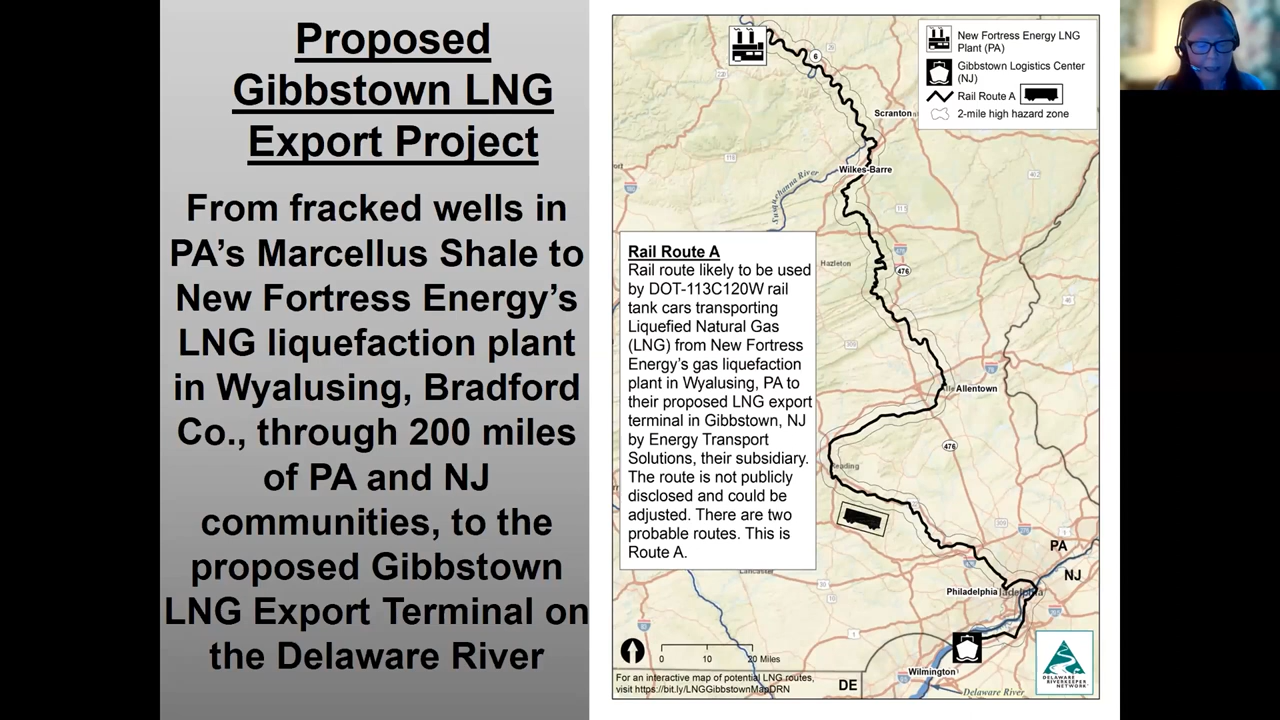 Proposed
Gibbstown LNG
Export Project
From fracked wells in
PA’s Marcellus Shale to
New Fortress Energy’s
LNG liquefaction plant
in Wyalusing, Bradford
Co., through 200 miles
of PA and NJ
communities, to the
proposed Gibbstown
LNG Export Terminal on
the Delaware River
New Fortress Energy LNG
Plant (PA)
Gibbstown Logistics Center
(NJ)
Rail Route A
2-mile high hazard zone
6
Scranton
Wilkes-Barre
Susquehanna River
Hazleton
476
Allentown
476
Reading
Lancaster
PA
NJ
Philadelphia
Wilmington
DE
Delaware River
Rail Route A
Rail route likely to be used
by DOT-113C120W rail
tank cars transporting
Liquefied Natural Gas
(LNG) from New Fortress
Energy’s gas liquefaction
plant in Wyalusing, PA to
their proposed LNG export
terminal in Gibbstown, NJ
by Energy Transport
Solutions, their subsidiary.
The route is not publicly
disclosed and could be
adjusted. There are two
probable routes. This is
Route A.
0 10 20 Miles
For an interactive map of potential LNG routes,
visit https://bit.ly/LNGGibbstownMapDRN
DELAWARE
RIVERKEEPER
NETWORK